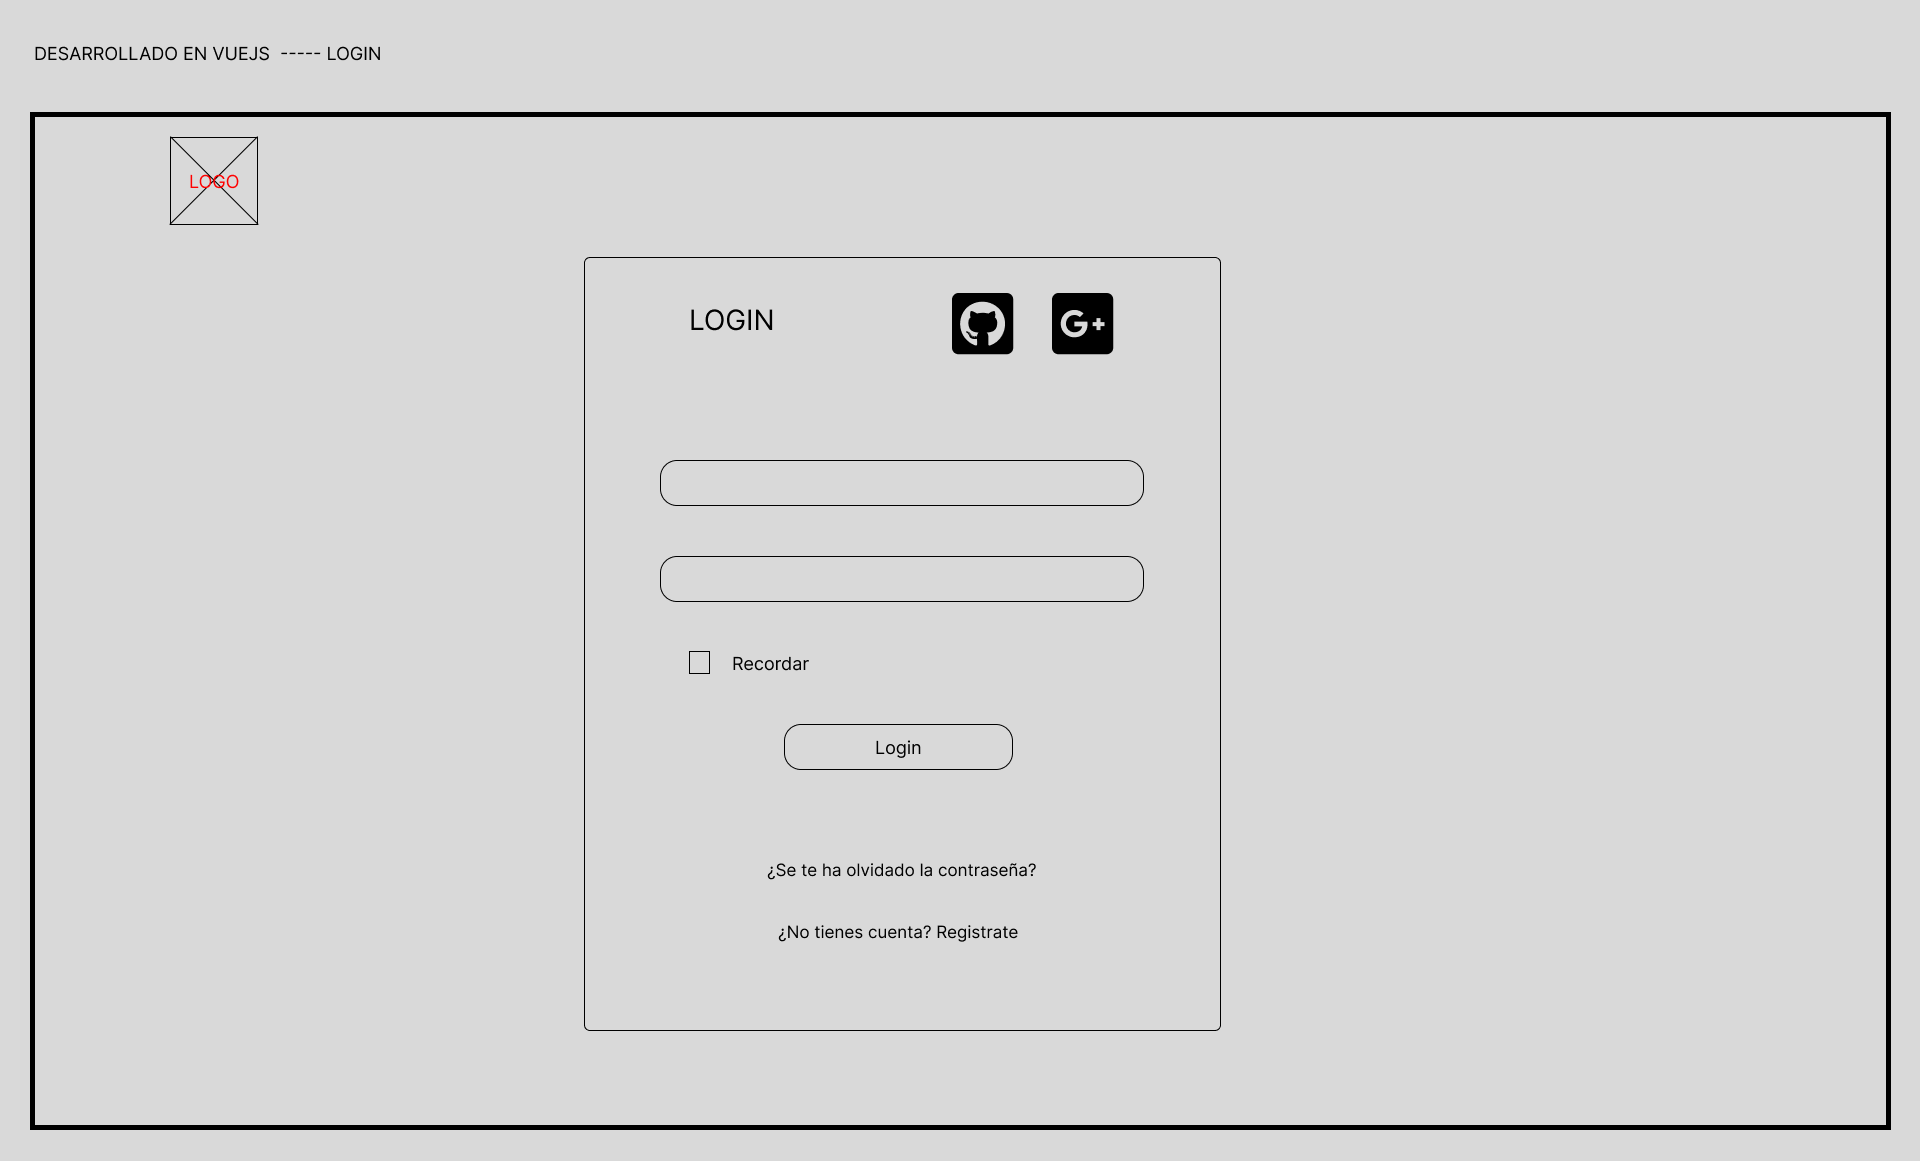 DESARROLLADO EN VUEJS ----- LOGIN
LOGO
LOGIN
G+
Recordar
Login
¿Se te ha olvidado la contraseña?
¿No tienes cuenta? Registrate